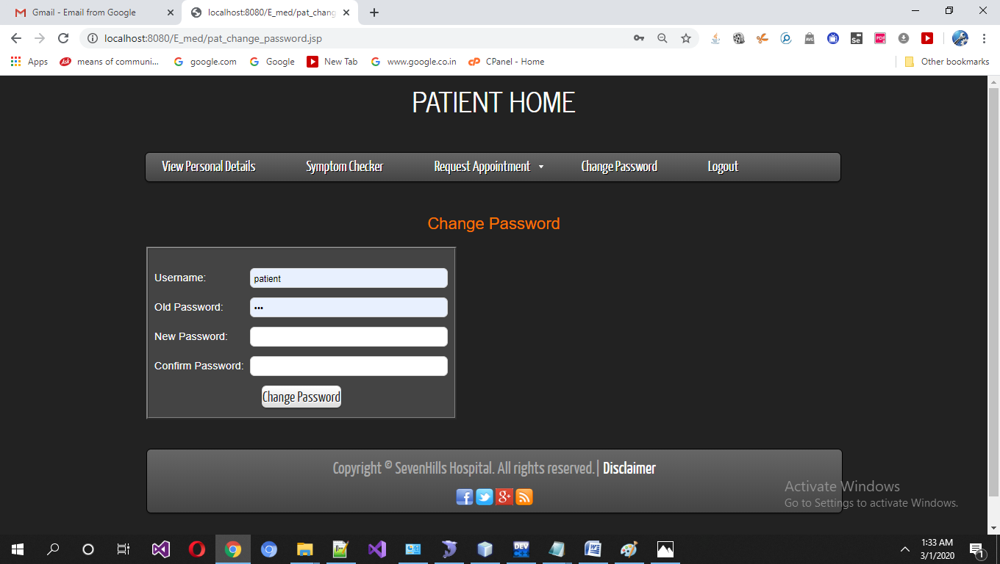 Gmail - Email from Google
localhost:8080/E_med/pat_chang
localhost:8080/E_med/pat_change_password.jsp
Apps
means of communi...
google.com
Google
New Tab
www.google.co.in
CPanel - Home
Other bookmarks
PATIENT HOME
View Personal Details
Symptom Checker
Request Appointment
Change Password
Logout
Change Password
Username:
patient
Old Password:
•••
New Password:
Confirm Password:
Change Password
Copyright © SevenHills Hospital. All rights reserved.| Disclaimer
Activate Windows
Go to Settings to activate Windows.
1:33 AM
3/1/2020
1